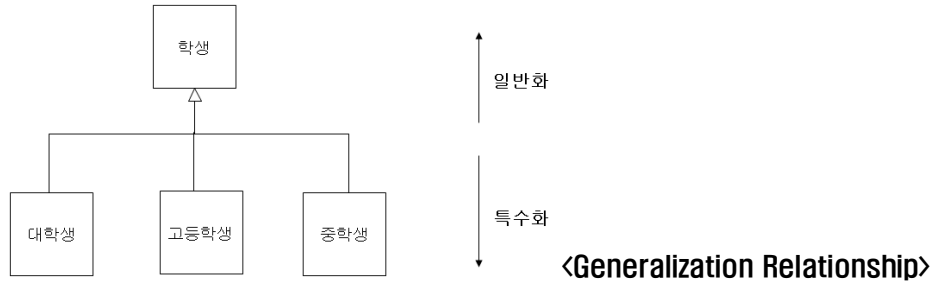 학생
일반화
대학생
고등학생
중학생
특수화
<Generalization Relationship>